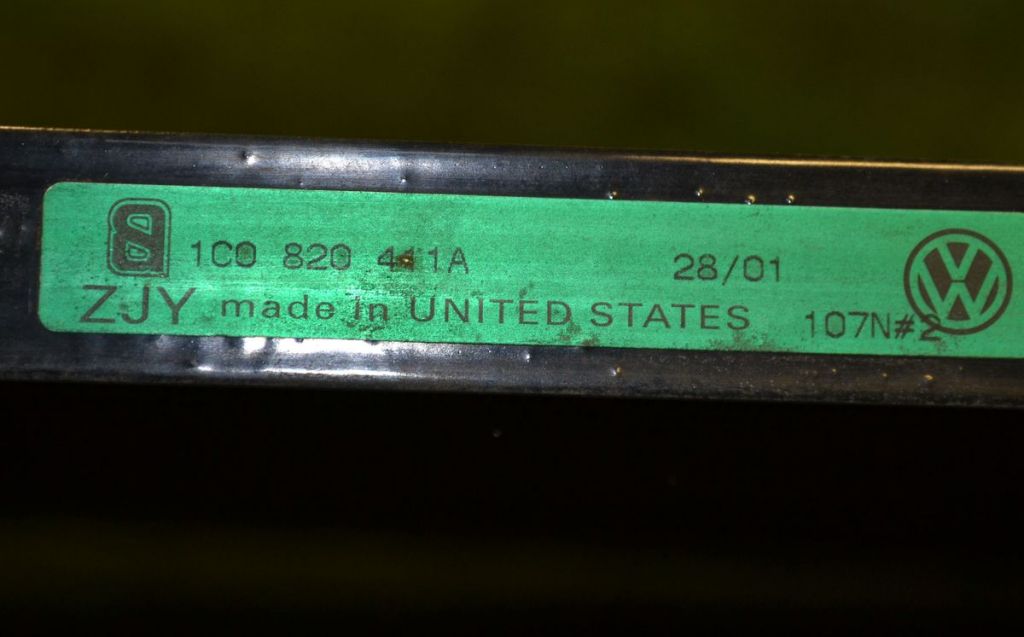 1C0 820 411A 28/01
ZJY made in UNITED STATES 107N#2